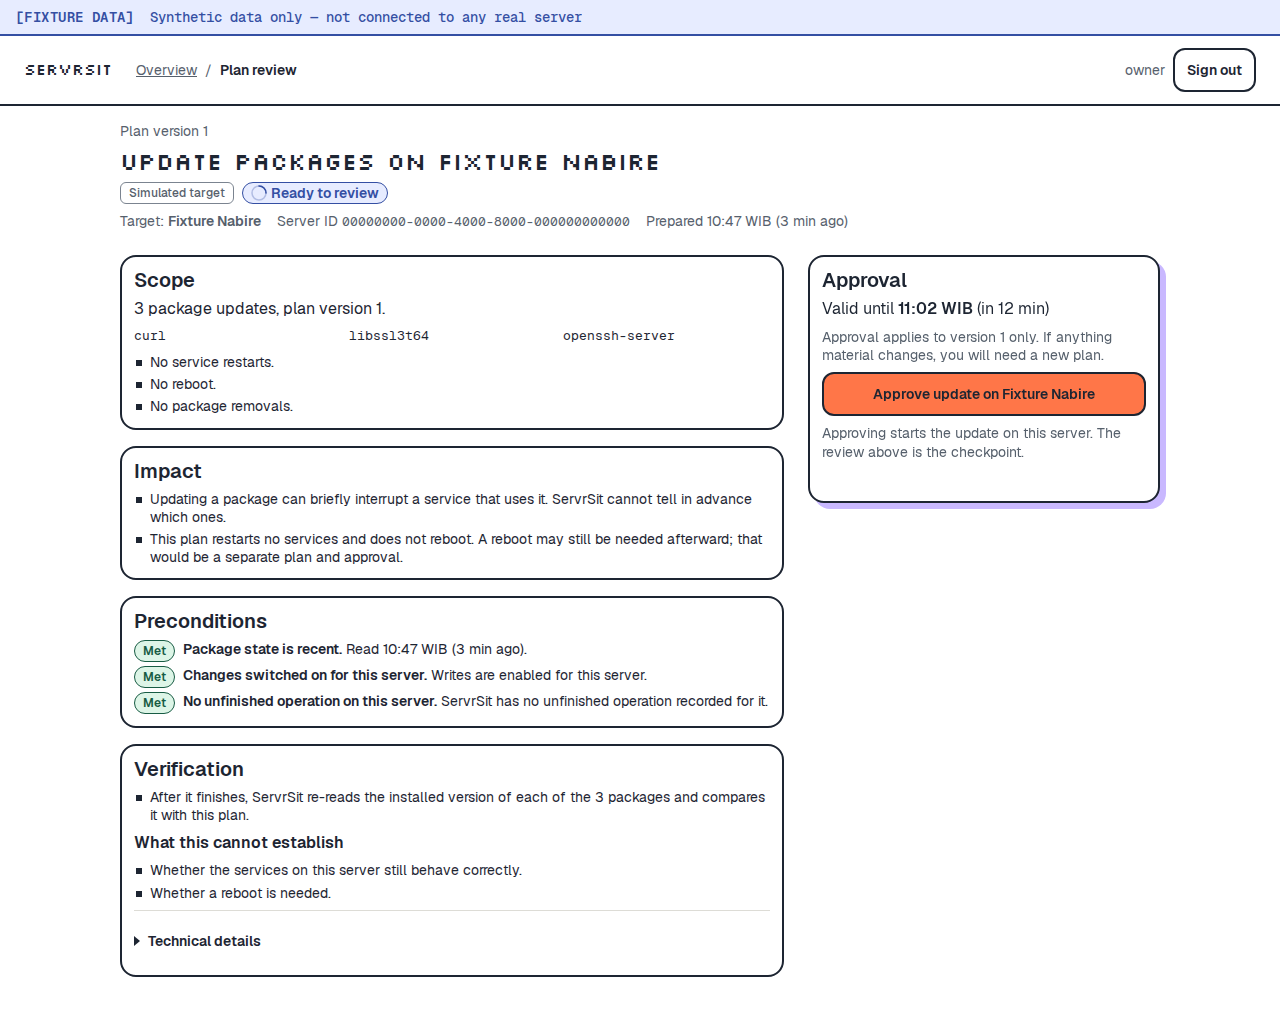 [FIXTURE DATA] Synthetic data only — not connected to any real server
SERVRSIT Overview / Plan review owner Sign out
Plan version 1
UPDATE PACKAGES ON FIXTURE NABIRE
Simulated target Ready to review
Target: Fixture Nabire Server ID 00000000-0000-4000-8000-000000000000 Prepared 10:47 WIB (3 min ago)
Scope
3 package updates, plan version 1.
curl libssl3t64 openssh-server
No service restarts.
No reboot.
No package removals.
Impact
Updating a package can briefly interrupt a service that uses it. ServrSit cannot tell in advance
which ones.
This plan restarts no services and does not reboot. A reboot may still be needed afterward; that
would be a separate plan and approval.
Preconditions
Met Package state is recent. Read 10:47 WIB (3 min ago).
Met Changes switched on for this server. Writes are enabled for this server.
Met No unfinished operation on this server. ServrSit has no unfinished operation recorded for it.
Verification
After it finishes, ServrSit re-reads the installed version of each of the 3 packages and compares
it with this plan.
What this cannot establish
Whether the services on this server still behave correctly.
Whether a reboot is needed.
Technical details
Approval
Valid until 11:02 WIB (in 12 min)
Approval applies to version 1 only. If anything
material changes, you will need a new plan.
Approve update on Fixture Nabire
Approving starts the update on this server. The
review above is the checkpoint.